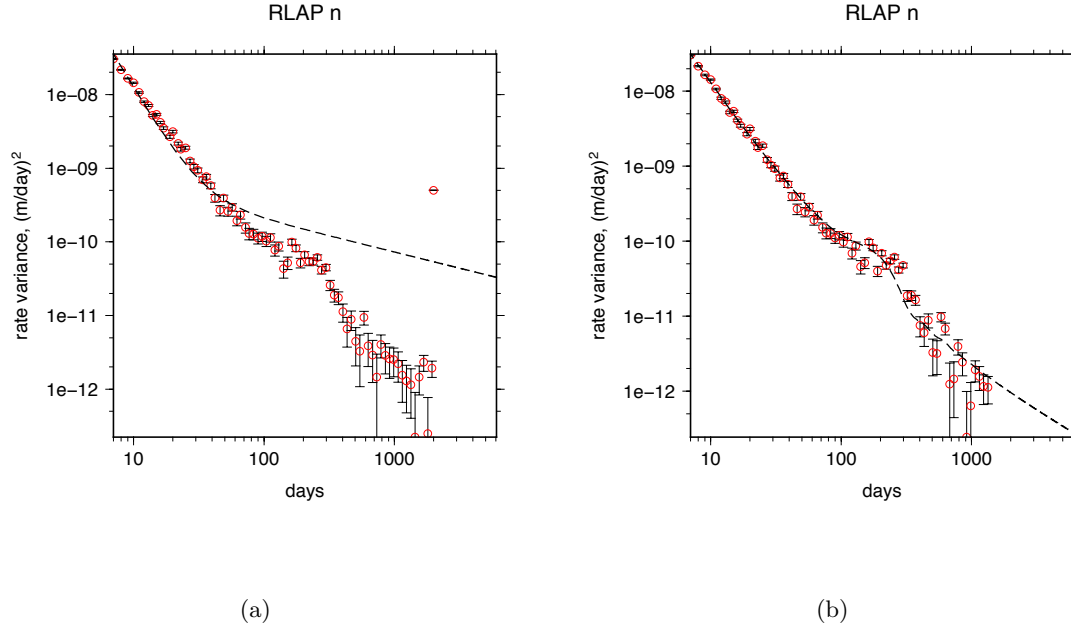 RLAP n
rate variance, (m/day)²
1e−08
1e−09
1e−10
1e−11
1e−12
10 100 1000
days
(a)
RLAP n
rate variance, (m/day)²
1e−08
1e−09
1e−10
1e−11
1e−12
10 100 1000
days
(b)